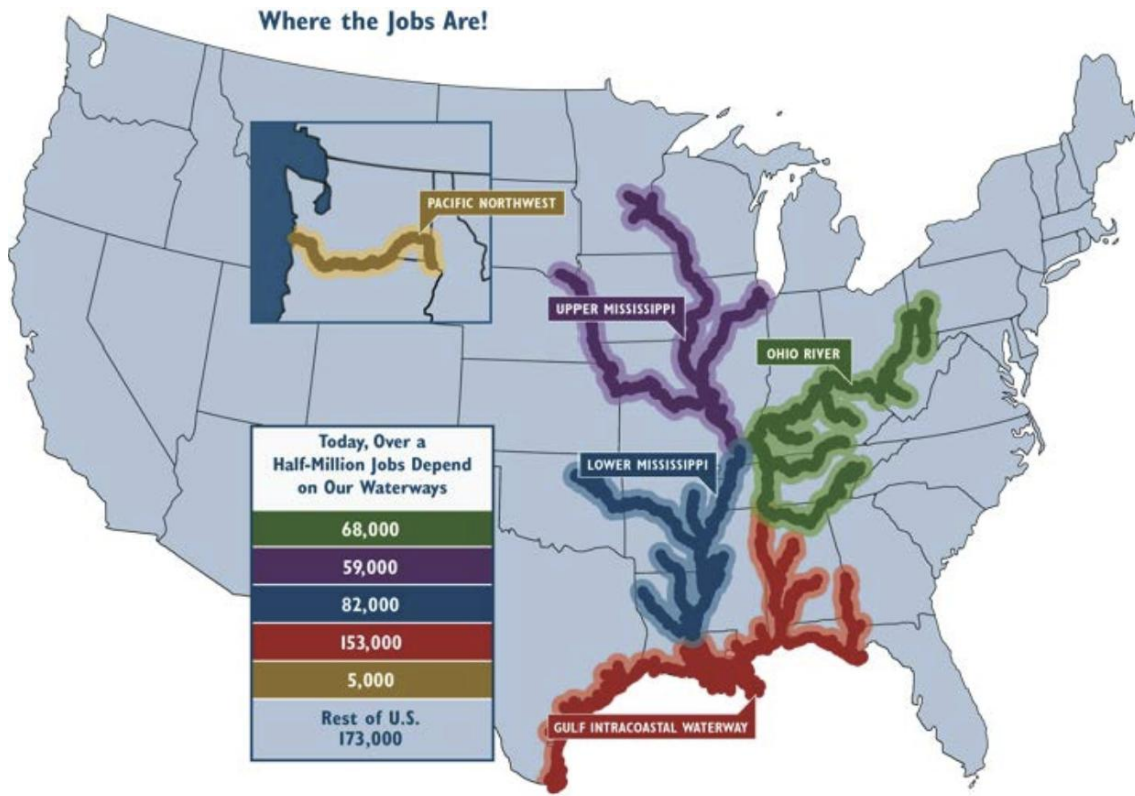 Where the Jobs Are!
PACIFIC NORTHWEST
UPPER MISSISSIPPI
OHIO RIVER
LOWER MISSISSIPPI
GULF INTRACOASTAL WATERWAY
Today, Over a
Half-Million Jobs Depend
on Our Waterways
68,000
59,000
82,000
153,000
5,000
Rest of U.S.
173,000